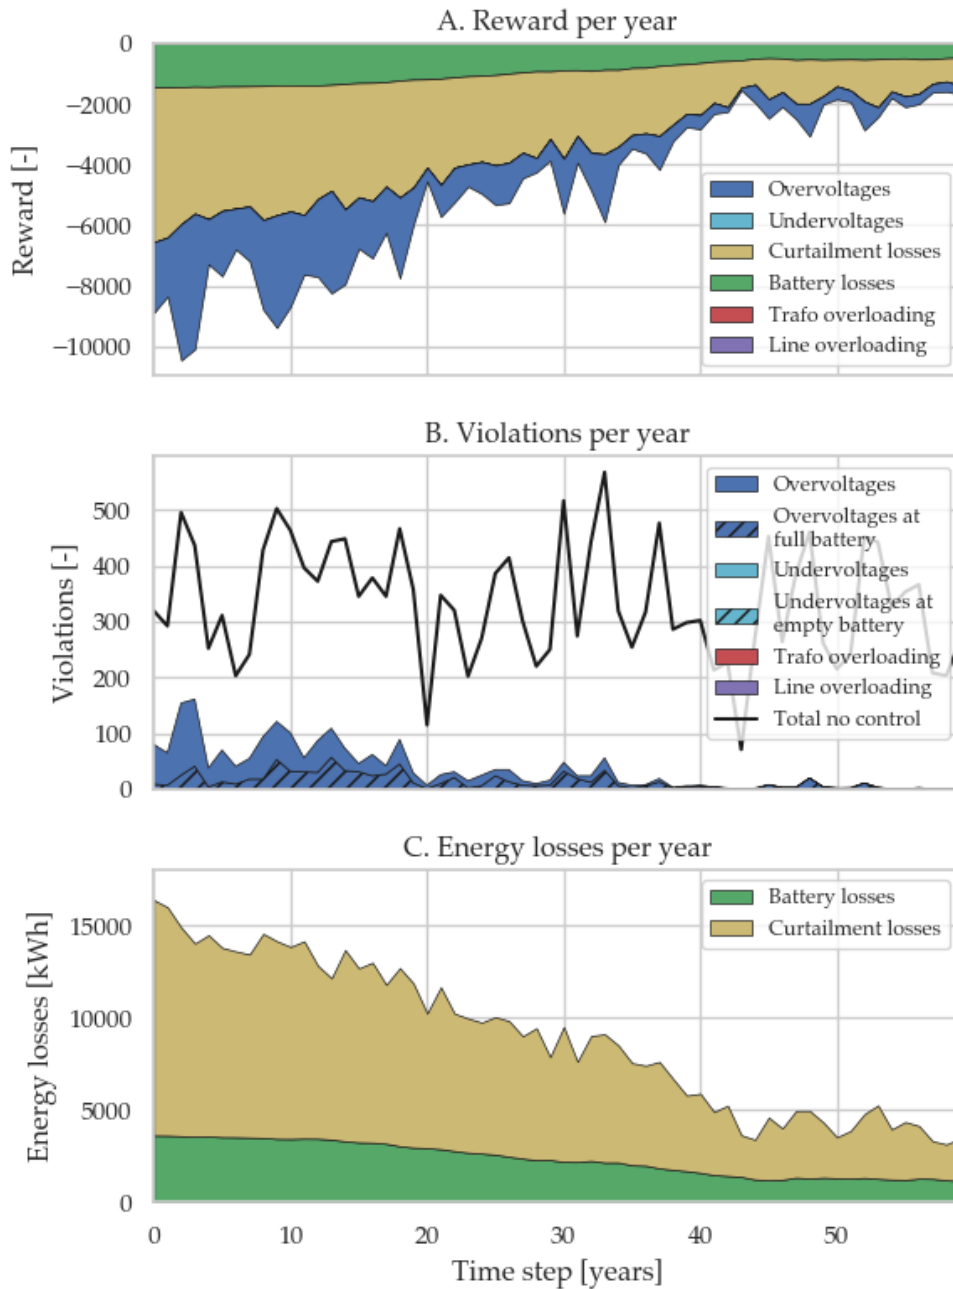 A. Reward per year
0
−2000
−4000
−6000
−8000
−10000
Reward [-]
Overvoltages
Undervoltages
Curtailment losses
Battery losses
Trafo overloading
Line overloading
B. Violations per year
500
400
300
200
100
0
Violations [-]
Overvoltages
Overvoltages at
full battery
Undervoltages
Undervoltages at
empty battery
Trafo overloading
Line overloading
Total no control
C. Energy losses per year
15000
10000
5000
0
Energy losses [kWh]
Battery losses
Curtailment losses
0 10 20 30 40 50
Time step [years]